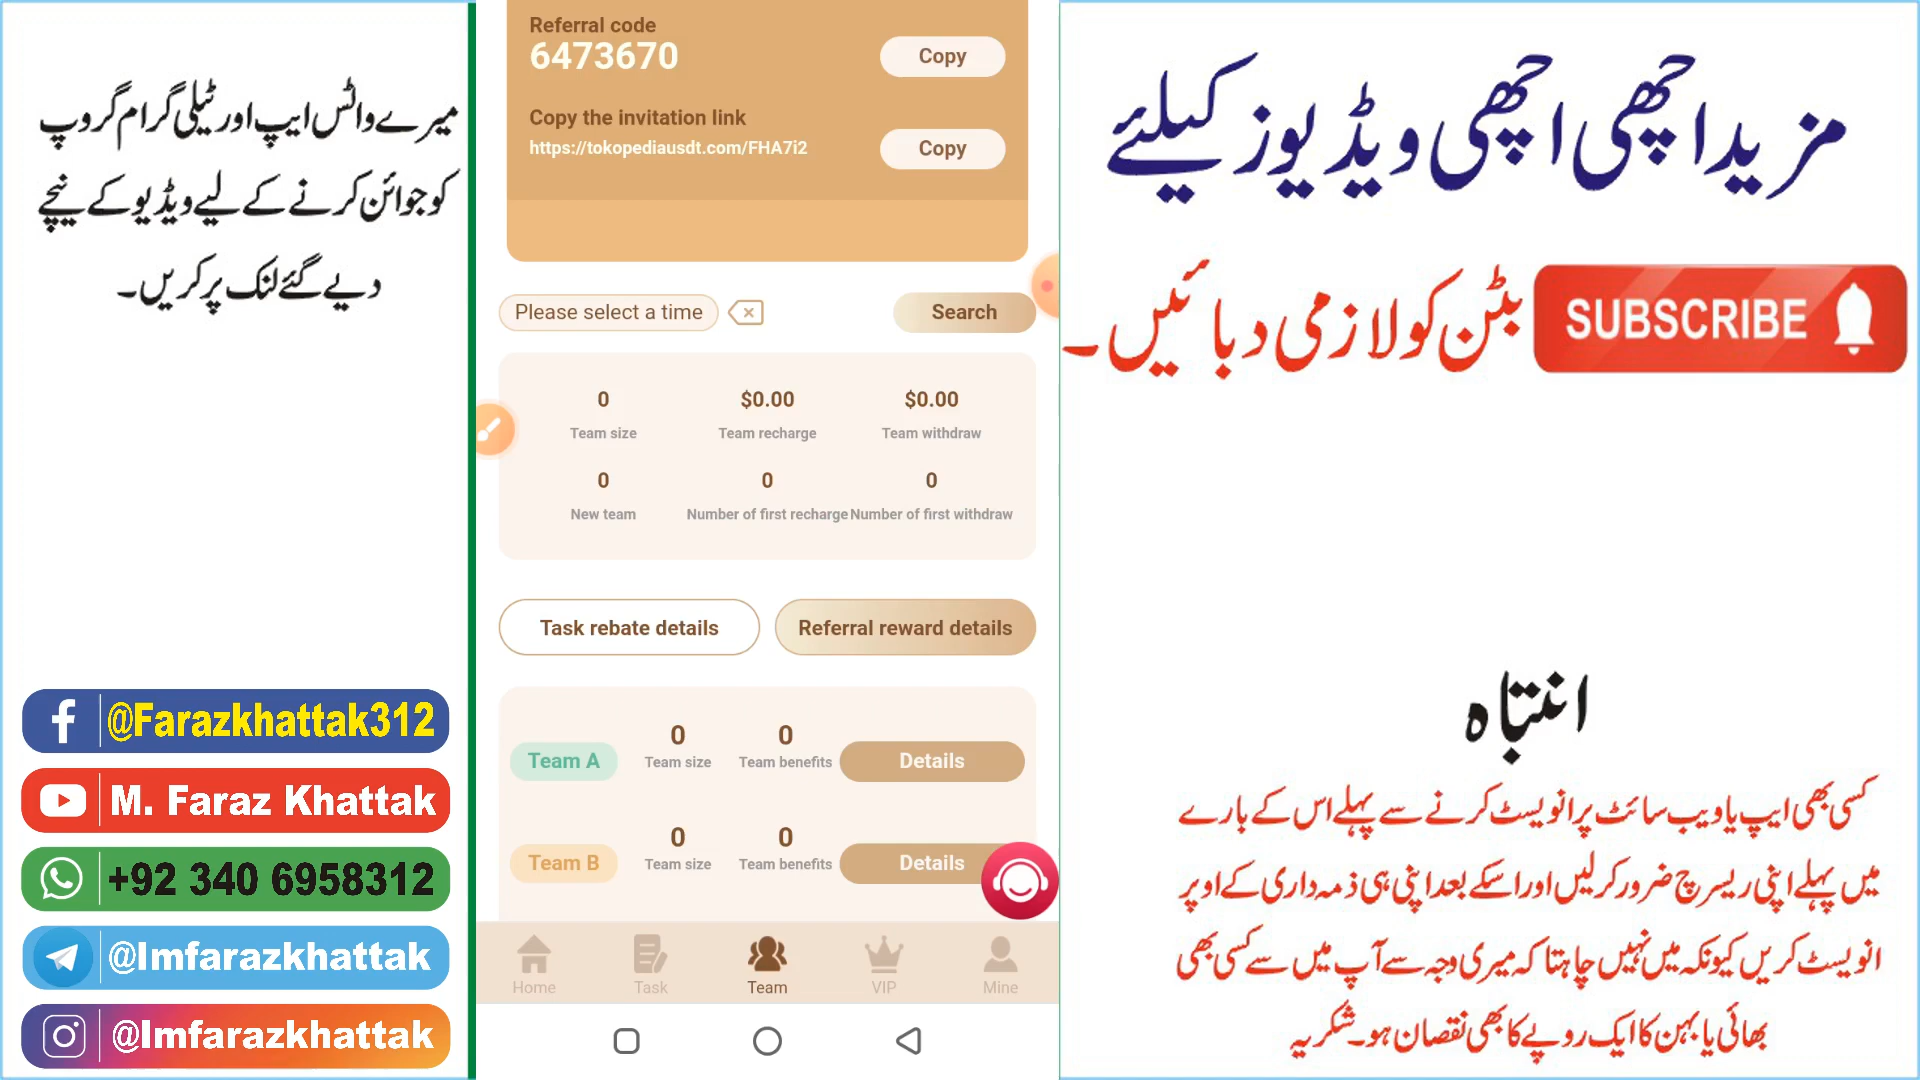 میرے واٹس ایپ اور ٹیلی گرام گروپ
کو جوائن کرنے کے لیے ویڈیو کے نیچے
دیے گئے لنک پر کریں۔
@Farazkhattak312
M. Faraz Khattak
+92 340 6958312
@Imfarazkhattak
@Imfarazkhattak
Referral code
6473670
Copy
Copy the invitation link
https://tokopediausdt.com/FHA7i2
Copy
Please select a time
Search
0 $0.00 $0.00
Team size Team recharge Team withdraw
0 0 0
New team Number of first recharge Number of first withdraw
Task rebate details Referral reward details
0 0
Team A Team size Team benefits Details
0 0
Team B Team size Team benefits Details
Home Task Team VIP Mine
مزید اچھی اچھی ویڈیوز کیلئے
SUBSCRIBE بٹن کو لازمی دبائیں۔
انتباہ
کسی بھی ایپ یا ویب سائٹ پر انویسٹ کرنے سے پہلے اس کے بارے
میں پہلے اپنی ریسرچ ضرور کر لیں اور اسکے بعد اپنی ہی ذمہ داری کے اوپر
انویسٹ کریں کیونکہ میں نہیں چاہتا کہ میری وجہ سے آپ میں سے کسی بھی
بھائی یا بہن کا ایک روپے کا بھی نقصان ہو۔ شکریہ